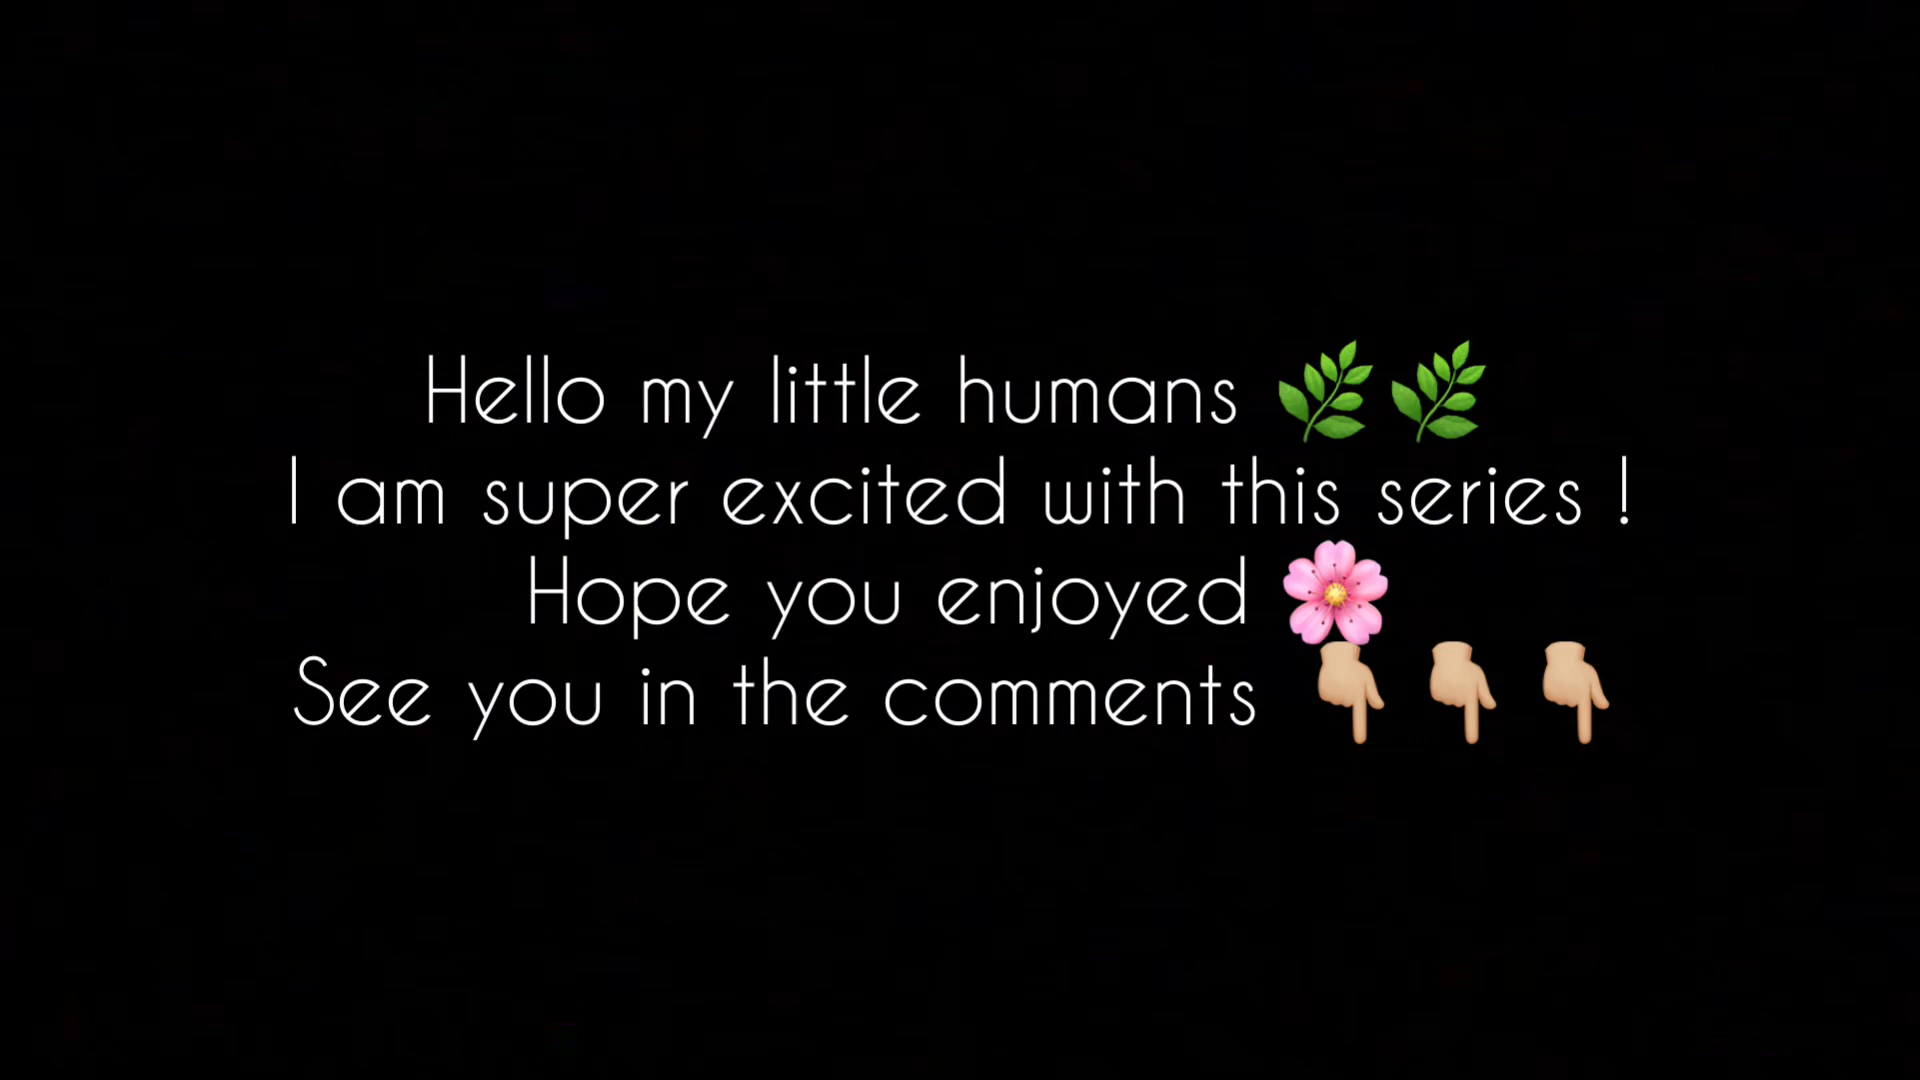 Hello my little humans 🌿🌿
I am super excited with this series !
Hope you enjoyed 🌸
See you in the comments 👇🏼👇🏼👇🏼